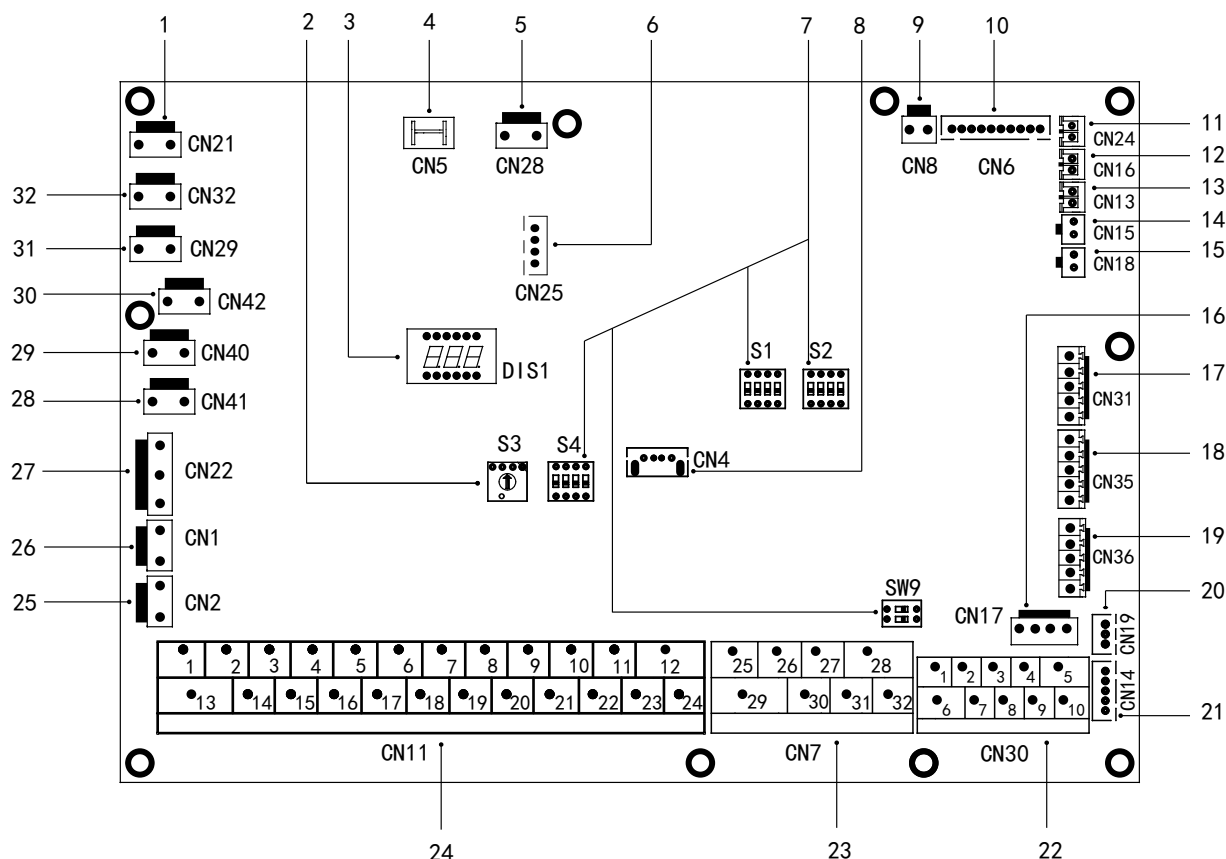 1 2 3 4 5 6 7 8 9 10
CN21 CN5 CN28 CN8 CN6 CN24 11
CN16 12
32 CN32 CN13 13
31 CN29 CN15 14
CN25 CN18 15
30 CN42 16
29 CN40 DIS1 S1 S2 17
28 CN41 CN31
27 CN22 S3 S4 CN4 CN35 18
26 CN1 CN36 19
25 CN2 SW9 CN17 CN19 20
1 2 3 4 5 6 7 8 9 10 11 12 25 26 27 28 1 2 3 4 5 CN14
13 14 15 16 17 18 19 20 21 22 23 24 29 30 31 32 6 7 8 9 10 21
CN11 CN7 CN30
24 23 22